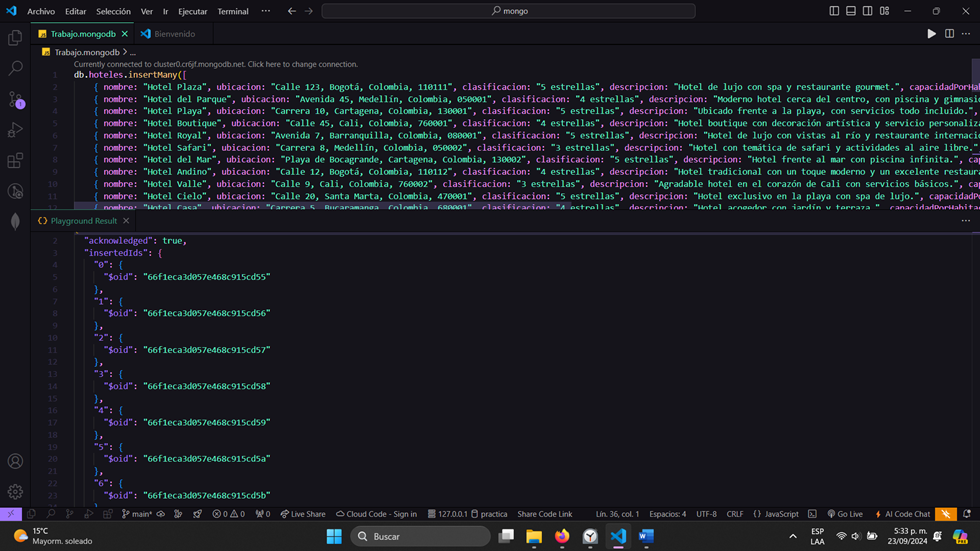 Archivo Editar Selección Ver Ir Ejecutar Terminal ··· mongo
Trabajo.mongodb Bienvenido
Trabajo.mongodb > ...
Currently connected to cluster0.cr6jf.mongodb.net. Click here to change connection.
1 db.hoteles.insertMany([
2 { nombre: "Hotel Plaza", ubicacion: "Calle 123, Bogotá, Colombia, 110111", clasificacion: "5 estrellas", descripcion: "Hotel de lujo con spa y restaurante gourmet.", capacidadPorHab
3 { nombre: "Hotel del Parque", ubicacion: "Avenida 45, Medellín, Colombia, 050001", clasificacion: "4 estrellas", descripcion: "Moderno hotel cerca del centro, con piscina y gimnasio
4 { nombre: "Hotel Playa", ubicacion: "Carrera 10, Cartagena, Colombia, 130001", clasificacion: "5 estrellas", descripcion: "Ubicado frente a la playa, con servicios todo incluido.",
5 { nombre: "Hotel Boutique", ubicacion: "Calle 45, Cali, Colombia, 760001", clasificacion: "4 estrellas", descripcion: "Hotel boutique con decoración artística y servicio personaliz
6 { nombre: "Hotel Royal", ubicacion: "Avenida 7, Barranquilla, Colombia, 080001", clasificacion: "5 estrellas", descripcion: "Hotel de lujo con vistas al río y restaurante internaci
7 { nombre: "Hotel Safari", ubicacion: "Carrera 8, Medellín, Colombia, 050002", clasificacion: "3 estrellas", descripcion: "Hotel con temática de safari y actividades al aire libre."
8 { nombre: "Hotel del Mar", ubicacion: "Playa de Bocagrande, Cartagena, Colombia, 130002", clasificacion: "5 estrellas", descripcion: "Hotel frente al mar con piscina infinita.", cap
9 { nombre: "Hotel Andino", ubicacion: "Calle 12, Bogotá, Colombia, 110112", clasificacion: "4 estrellas", descripcion: "Hotel tradicional con un toque moderno y un excelente restaur
10 { nombre: "Hotel Valle", ubicacion: "Calle 9, Cali, Colombia, 760002", clasificacion: "3 estrellas", descripcion: "Agradable hotel en el corazón de Cali con servicios básicos.", cap
11 { nombre: "Hotel Cielo", ubicacion: "Calle 20, Santa Marta, Colombia, 470001", clasificacion: "5 estrellas", descripcion: "Hotel exclusivo en la playa con spa de lujo.", capacidadP
{ nombre: "Hotel Casa", ubicacion: "Carrera 5, Bucaramanga, Colombia, 680001", clasificacion: "4 estrellas", descripcion: "Hotel acogedor con jardín y terraza.", capacidadPorHabitac
Playground Result
2 "acknowledged": true,
3 "insertedIds": {
4 "0": {
5 "$oid": "66f1eca3d057e468c915cd55"
6 },
7 "1": {
8 "$oid": "66f1eca3d057e468c915cd56"
9 },
10 "2": {
11 "$oid": "66f1eca3d057e468c915cd57"
12 },
13 "3": {
14 "$oid": "66f1eca3d057e468c915cd58"
15 },
16 "4": {
17 "$oid": "66f1eca3d057e468c915cd59"
18 },
19 "5": {
20 "$oid": "66f1eca3d057e468c915cd5a"
21 },
22 "6": {
23 "$oid": "66f1eca3d057e468c915cd5b"
main* 0 0 0 Live Share Cloud Code - Sign in 127.0.0.1 practica Share Code Link Lín. 36, col. 1 Espacios: 4 UTF-8 CRLF {} JavaScript Go Live AI Code Chat
15°C
Mayorm. soleado
Buscar
ESP
LAA
5:33 p. m.
23/09/2024